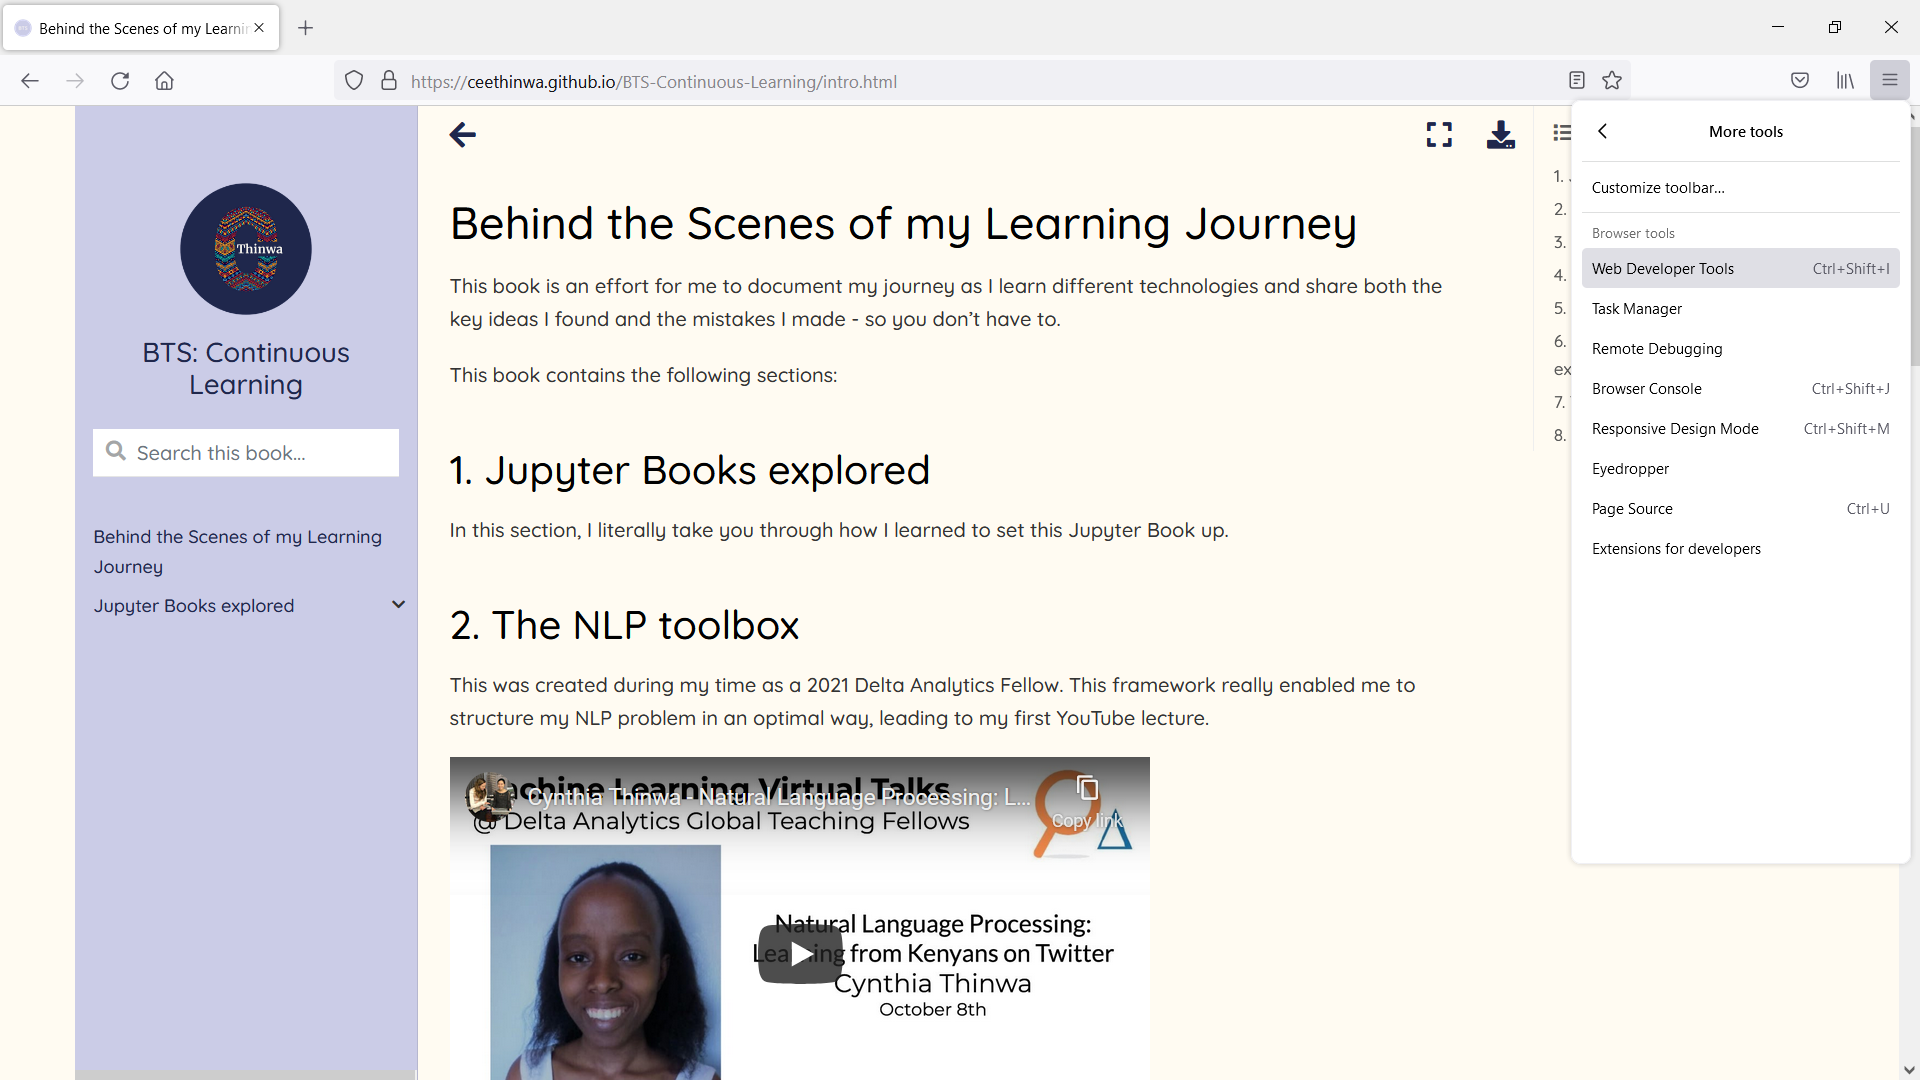 Behind the Scenes of my Learnin
https://ceethinwa.github.io/BTS-Continuous-Learning/intro.html
Thinwa
BTS: Continuous
Learning
Search this book...
Behind the Scenes of my Learning
Journey
Jupyter Books explored
Behind the Scenes of my Learning Journey
This book is an effort for me to document my journey as I learn different technologies and share both the
key ideas I found and the mistakes I made - so you don’t have to.
This book contains the following sections:
1. Jupyter Books explored
In this section, I literally take you through how I learned to set this Jupyter Book up.
2. The NLP toolbox
This was created during my time as a 2021 Delta Analytics Fellow. This framework really enabled me to
structure my NLP problem in an optimal way, leading to my first YouTube lecture.
Machine Learning Virtual Talks
Cynthia Thinwa - Natural Language Processing: L...
Copy link
@ Delta Analytics Global Teaching Fellows
Natural Language Processing:
Learning from Kenyans on Twitter
Cynthia Thinwa
October 8th
1.
2.
3.
4.
5.
6.
ex
7.
8.
More tools
Customize toolbar...
Browser tools
Web Developer Tools Ctrl+Shift+I
Task Manager
Remote Debugging
Browser Console Ctrl+Shift+J
Responsive Design Mode Ctrl+Shift+M
Eyedropper
Page Source Ctrl+U
Extensions for developers